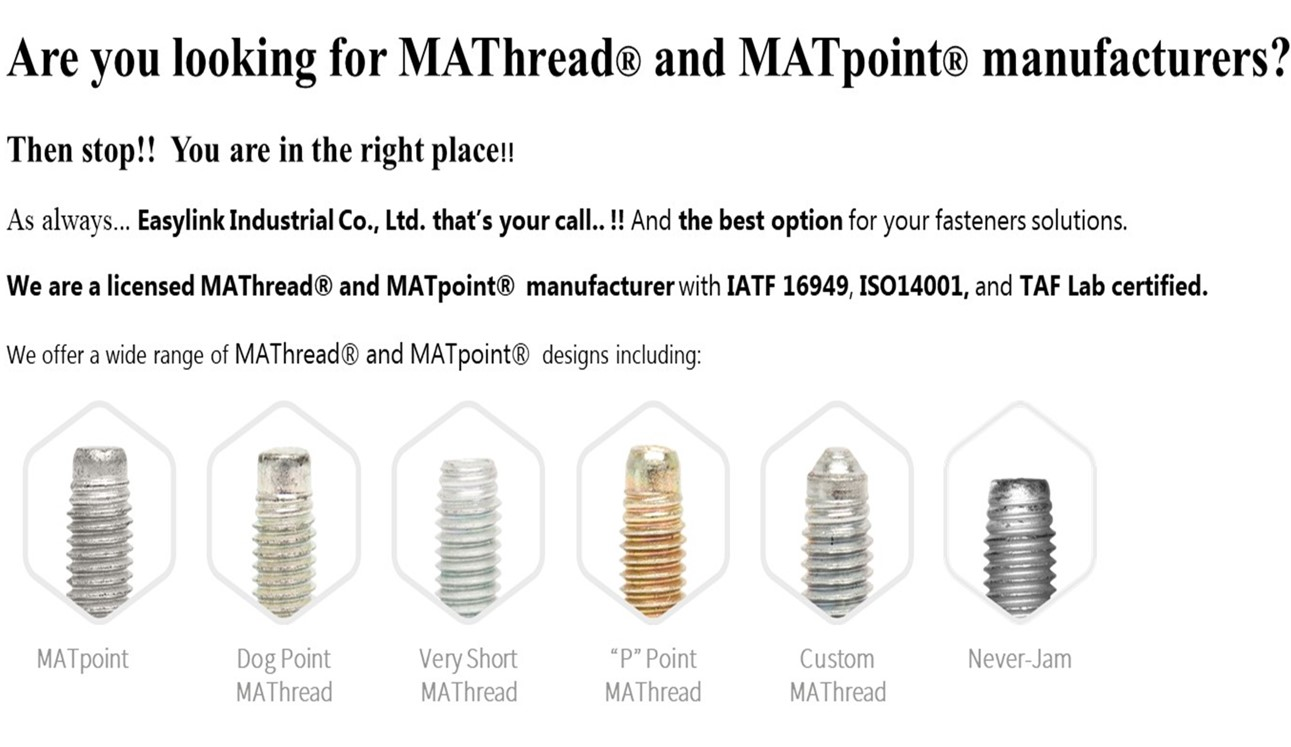 Are you looking for MAThread® and MATpoint® manufacturers?
Then stop!! You are in the right place!!
As always... Easylink Industrial Co., Ltd. that's your call.. !! And the best option for your fasteners solutions.
We are a licensed MAThread® and MATpoint® manufacturer with IATF 16949, ISO14001, and TAF Lab certified.
We offer a wide range of MAThread® and MATpoint® designs including:
MATpoint
Dog Point
MAThread
Very Short
MAThread
“P” Point
MAThread
Custom
MAThread
Never-Jam